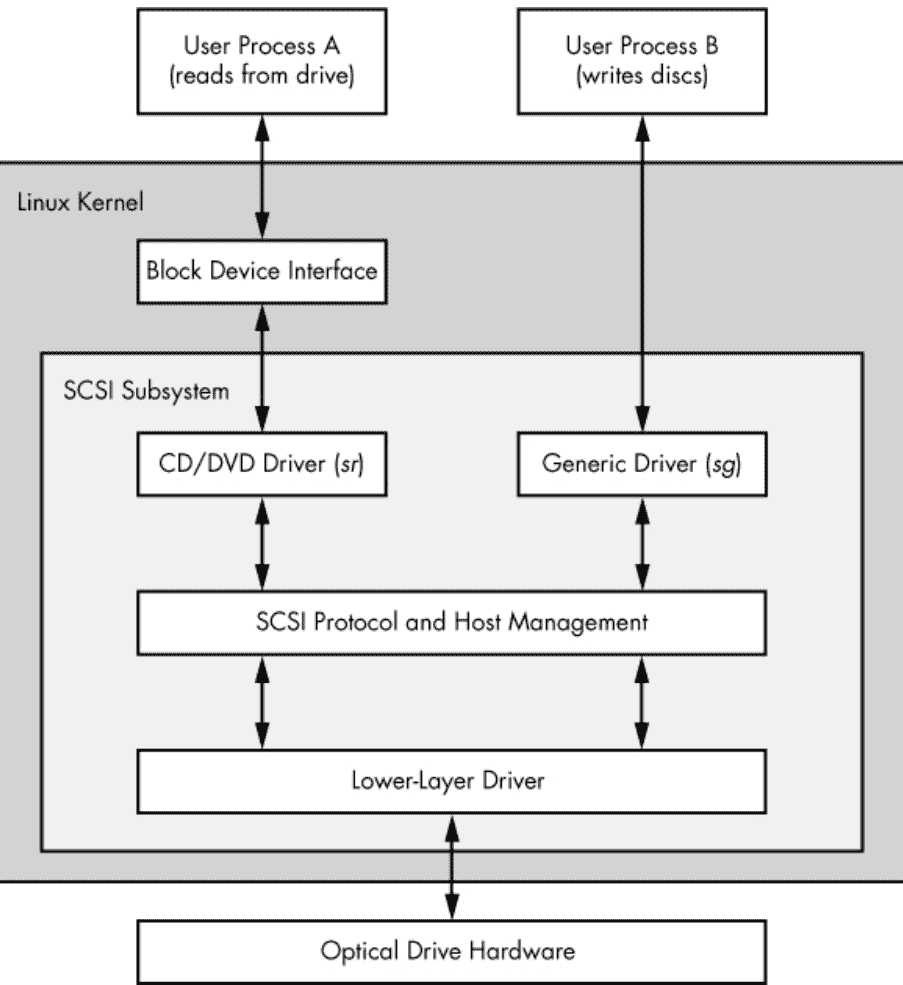 User Process A
(reads from drive)
User Process B
(writes discs)
Linux Kernel
Block Device Interface
SCSI Subsystem
CD/DVD Driver (sr)
Generic Driver (sg)
SCSI Protocol and Host Management
Lower-Layer Driver
Optical Drive Hardware